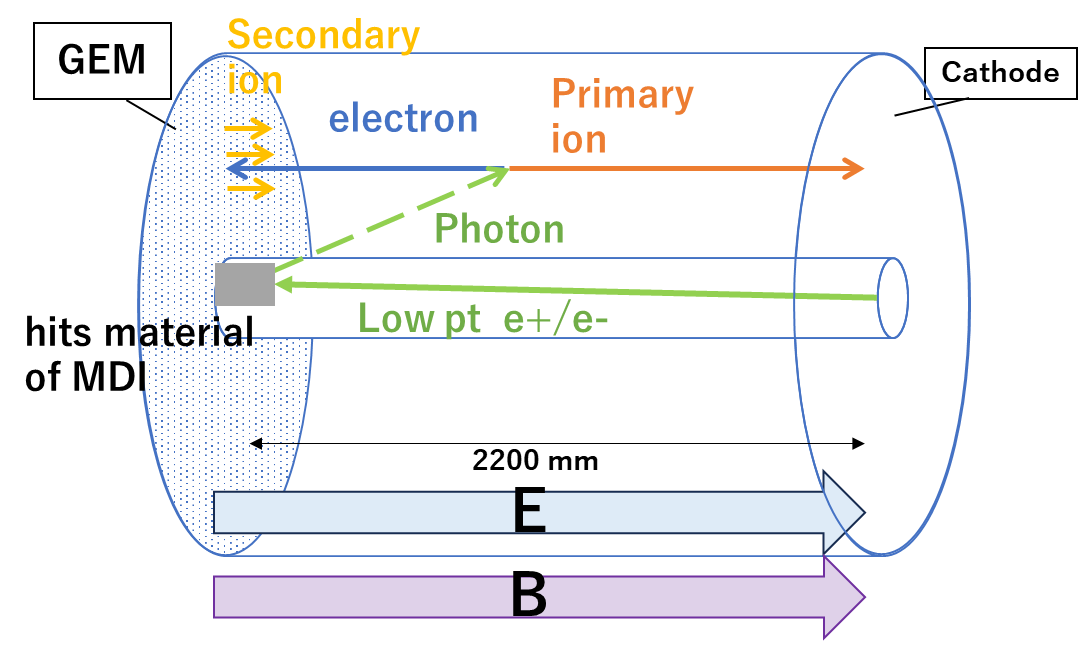 Secondary
ion
GEM
Cathode
electron
Primary
ion
Photon
Low pt e+/e-
hits material
of MDI
2200 mm
E
B